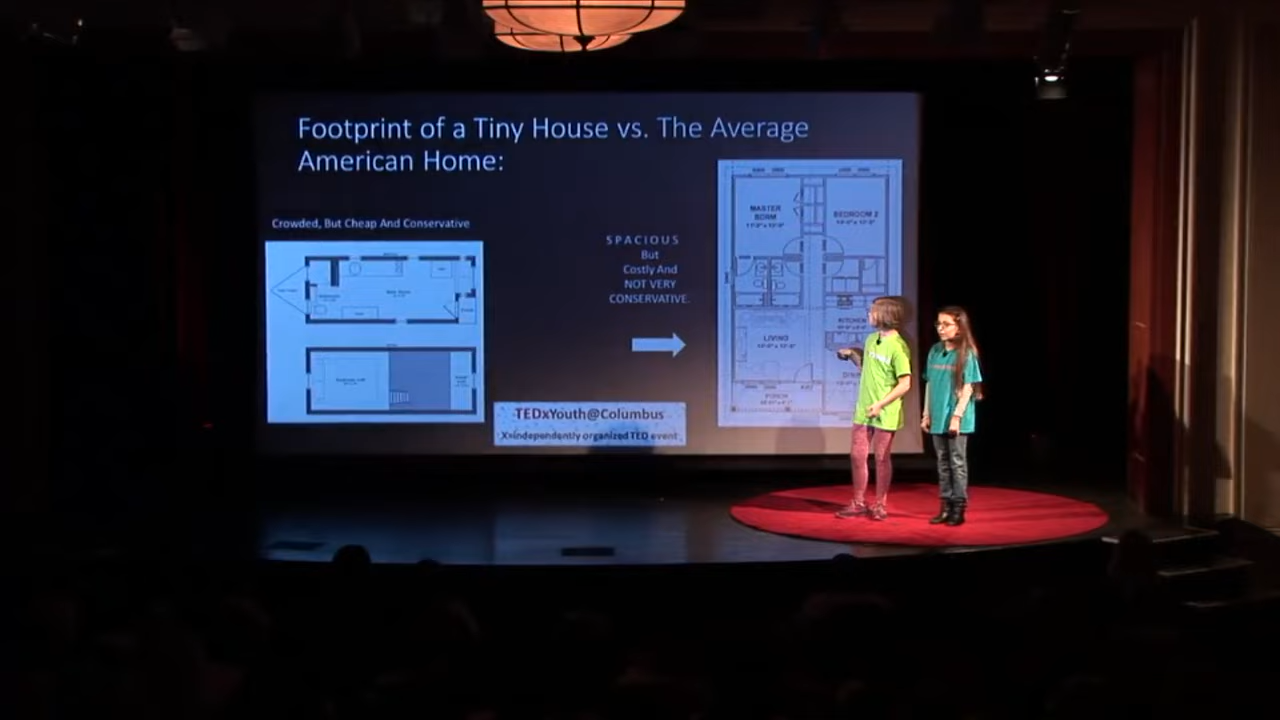 Footprint of a Tiny House vs. The Average
American Home:
Crowded, But Cheap And Conservative
SPACIOUS
But
Costly And
NOT VERY
CONSERVATIVE.
MASTER
BDRM
BEDROOM 2
KITCHEN
LIVING
PORCH
TEDxYouth@Columbus
X=independently organized TED event